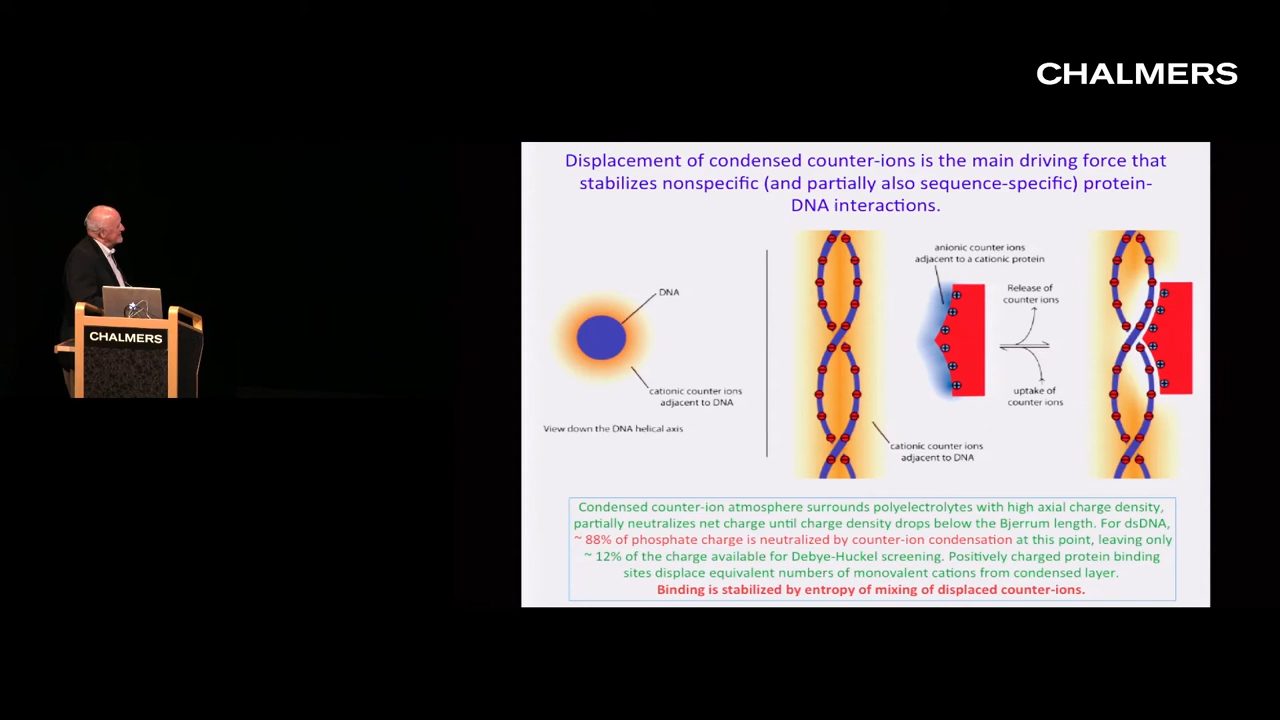 CHALMERS
CHALMERS
Displacement of condensed counter-ions is the main driving force that
stabilizes nonspecific (and partially also sequence-specific) protein-
DNA interactions.
DNA
cationic counter ions
adjacent to DNA
View down the DNA helical axis
anionic counter ions
adjacent to a cationic protein
Release of
counter ions
uptake of
counter ions
cationic counter ions
adjacent to DNA
Condensed counter-ion atmosphere surrounds polyelectrolytes with high axial charge density,
partially neutralizes net charge until charge density drops below the Bjerrum length. For dsDNA,
~ 88% of phosphate charge is neutralized by counter-ion condensation at this point, leaving only
~ 12% of the charge available for Debye-Huckel screening. Positively charged protein binding
sites displace equivalent numbers of monovalent cations from condensed layer.
Binding is stabilized by entropy of mixing of displaced counter-ions.